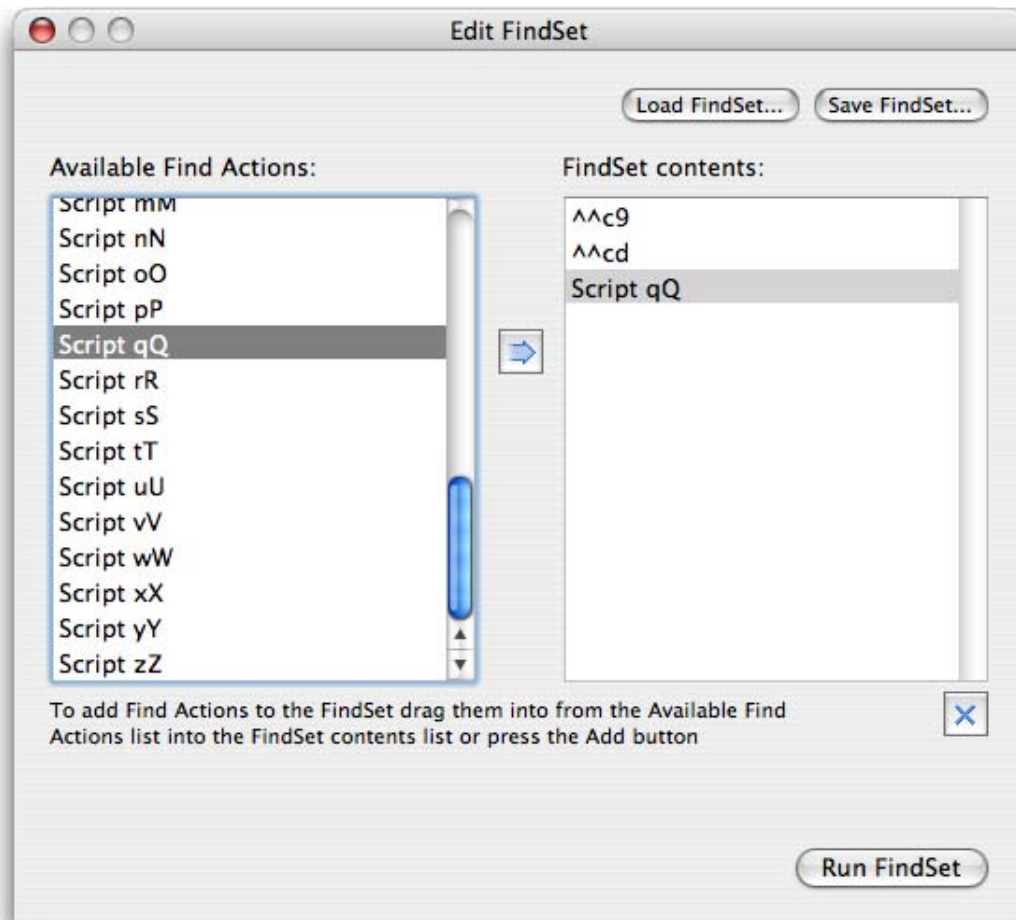 Edit FindSet
Load FindSet...
Save FindSet...
Available Find Actions:
FindSet contents:
Script mM
Script nN
Script oO
Script pP
Script qQ
Script rR
Script sS
Script tT
Script uU
Script vV
Script wW
Script xX
Script yY
Script zZ
^^c9
^^cd
Script qQ
To add Find Actions to the FindSet drag them into from the Available Find
Actions list into the FindSet contents list or press the Add button
Run FindSet